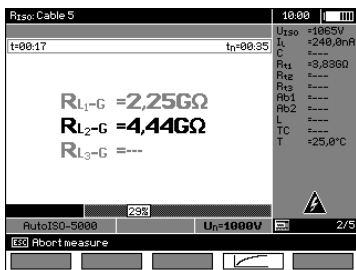 RISO: Cable 5 10:00
t=00:17 tn=00:35
RL1-G =2,25GΩ
RL2-G =4,44GΩ
RL3-G =---
29%
UISO =1065V
IL =240,0nA
C =---
Rt1 =3,83GΩ
Rt2 =---
Rt3 =---
Ab1 =---
Ab2 =---
L =---
TC =---
T =25,0°C
AutoISO-5000 Un=1000V 2/5
ESC Abort measure